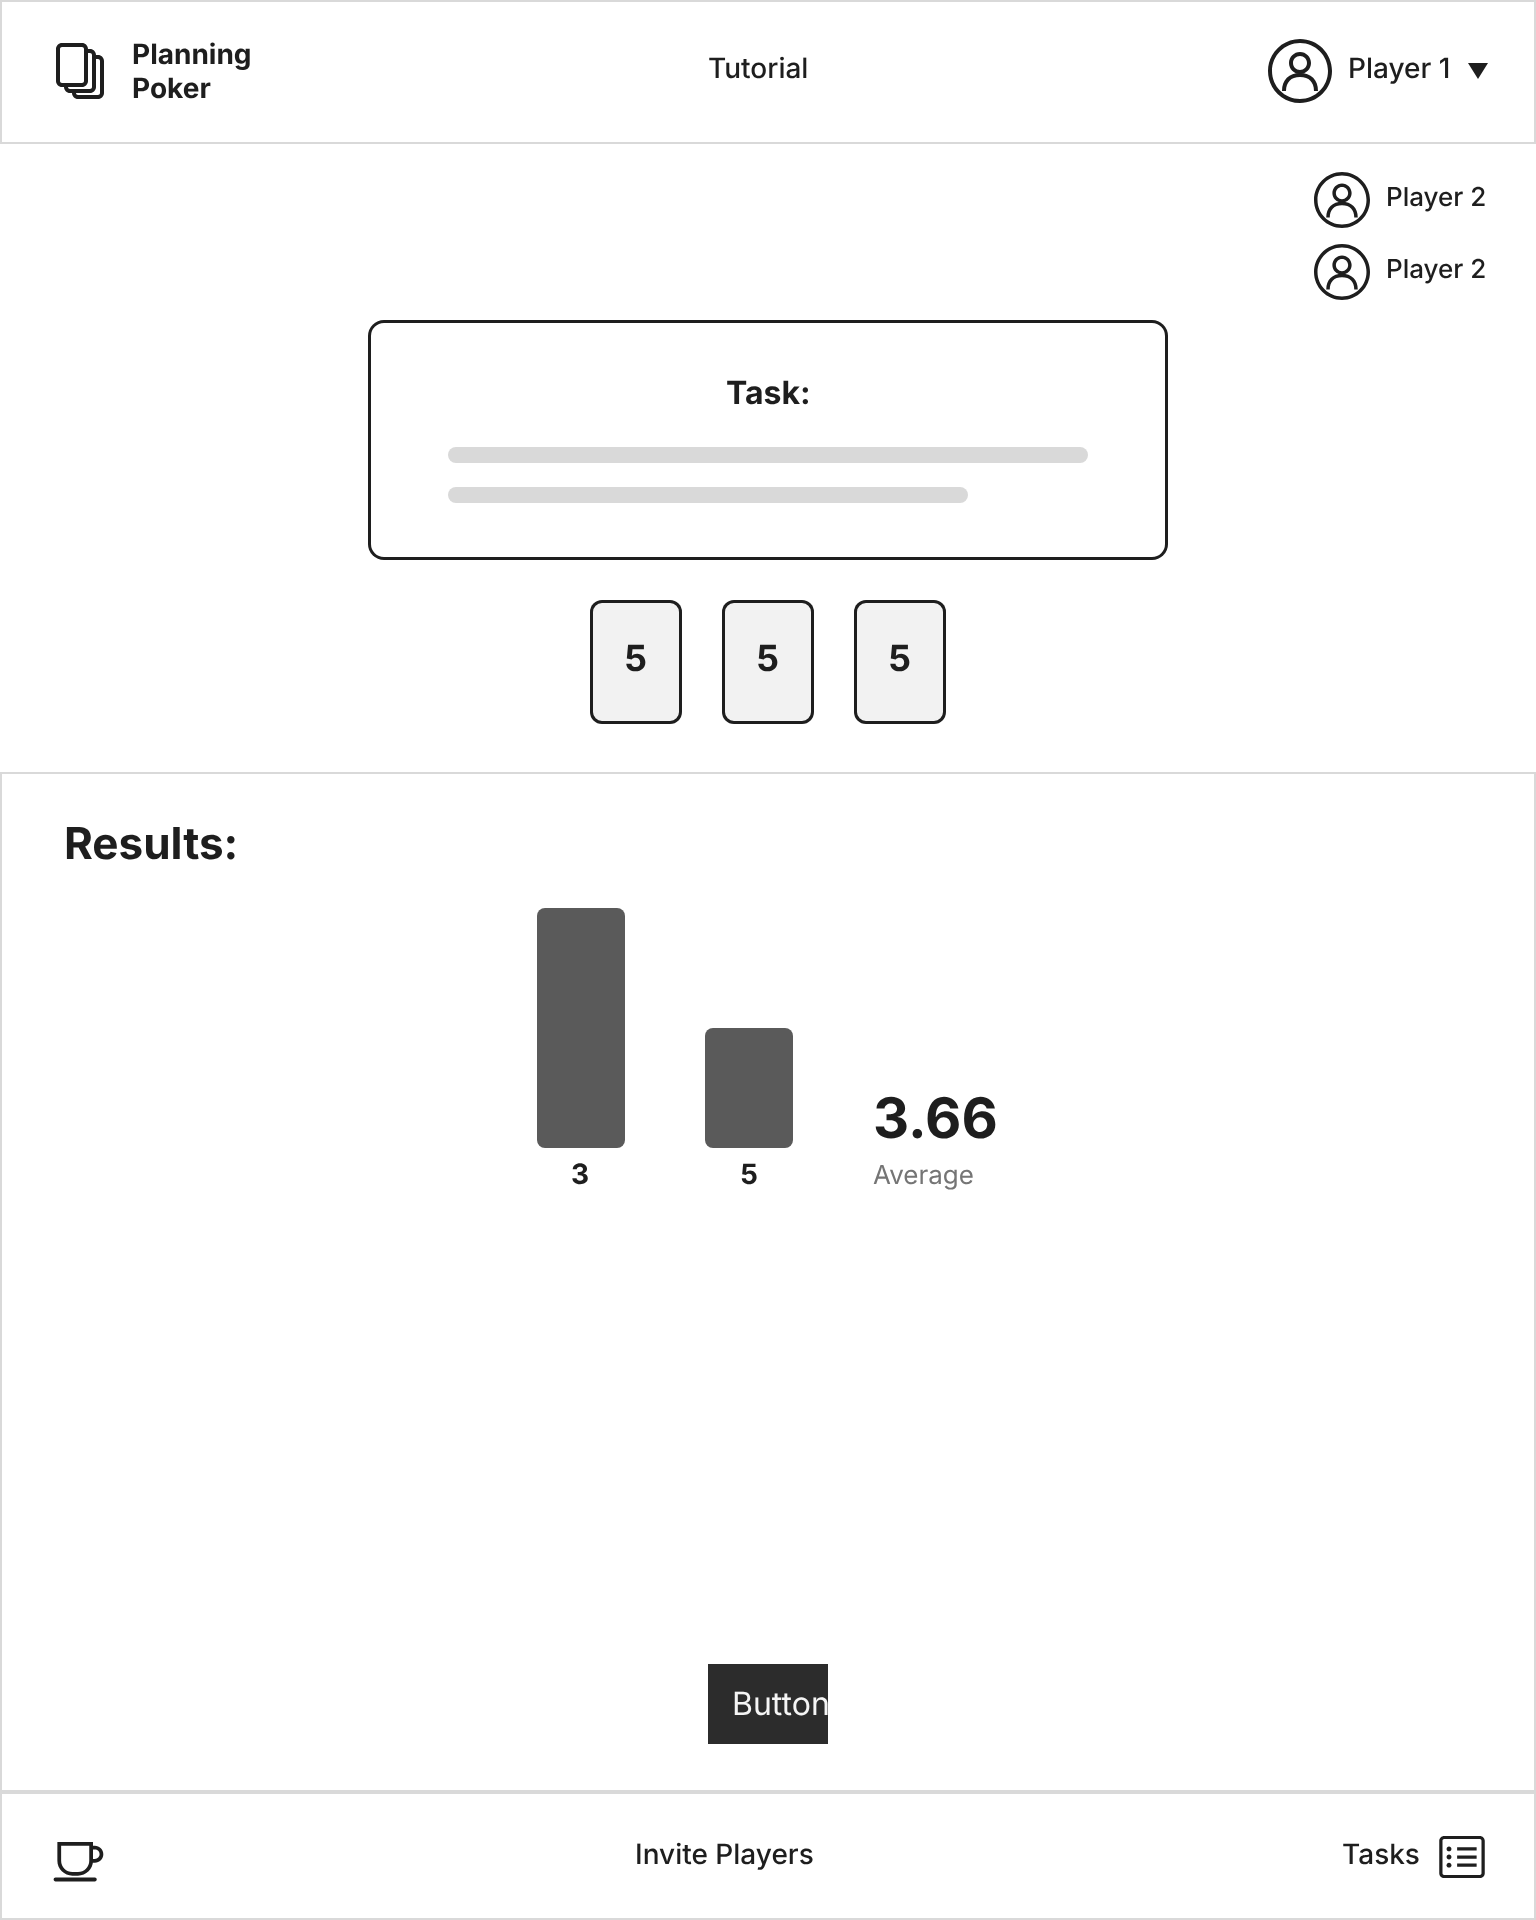 Planning
Poker
Tutorial
Player 1
Player 2
Player 2
Task:
5 5 5
Results:
3.66
3 5 Average
Button
Invite Players
Tasks